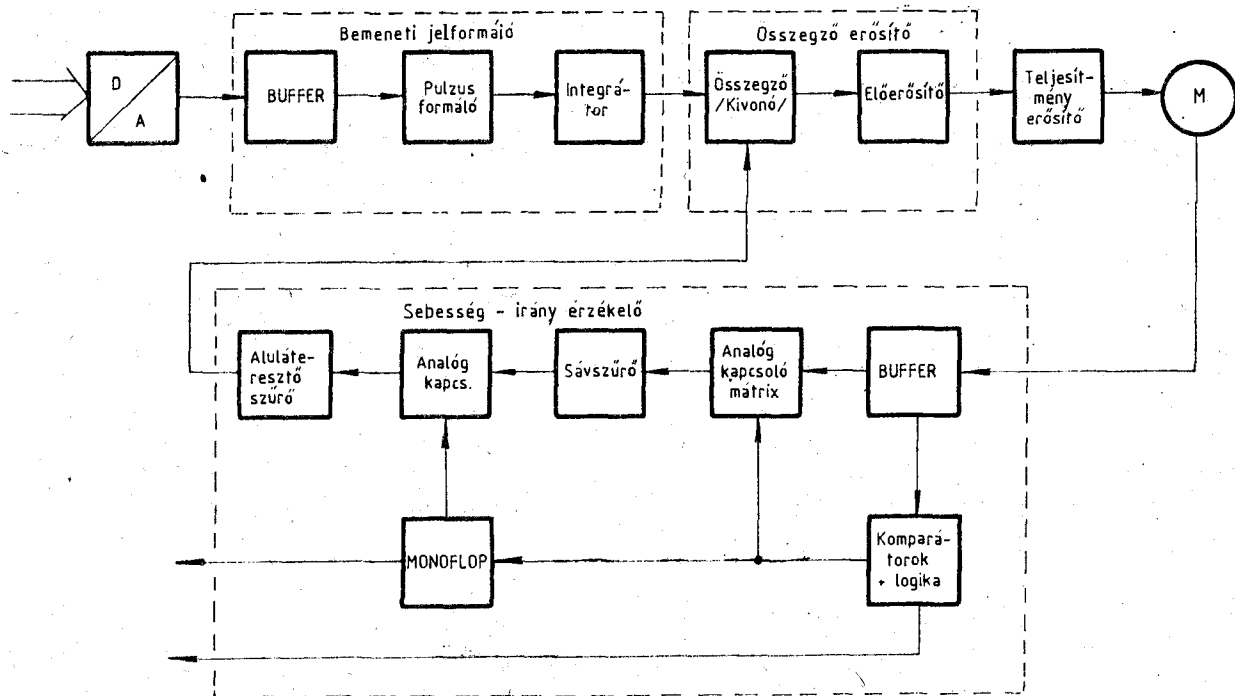 Bemeneti jelformáló
Összegző erősítő
D
A
BUFFER
Pulzus
formáló
Integrá-
tor
Összegző
/Kivonó/
Előerősítő
Teljesít-
mény
erősítő
M
Sebesség - irány érzékelő
Aluláte-
resztő
szűrő
Analóg
kapcs.
Sávszűrő
Analóg
kapcsoló
mátrix
BUFFER
MONOFLOP
Kompará-
torok
+ logika